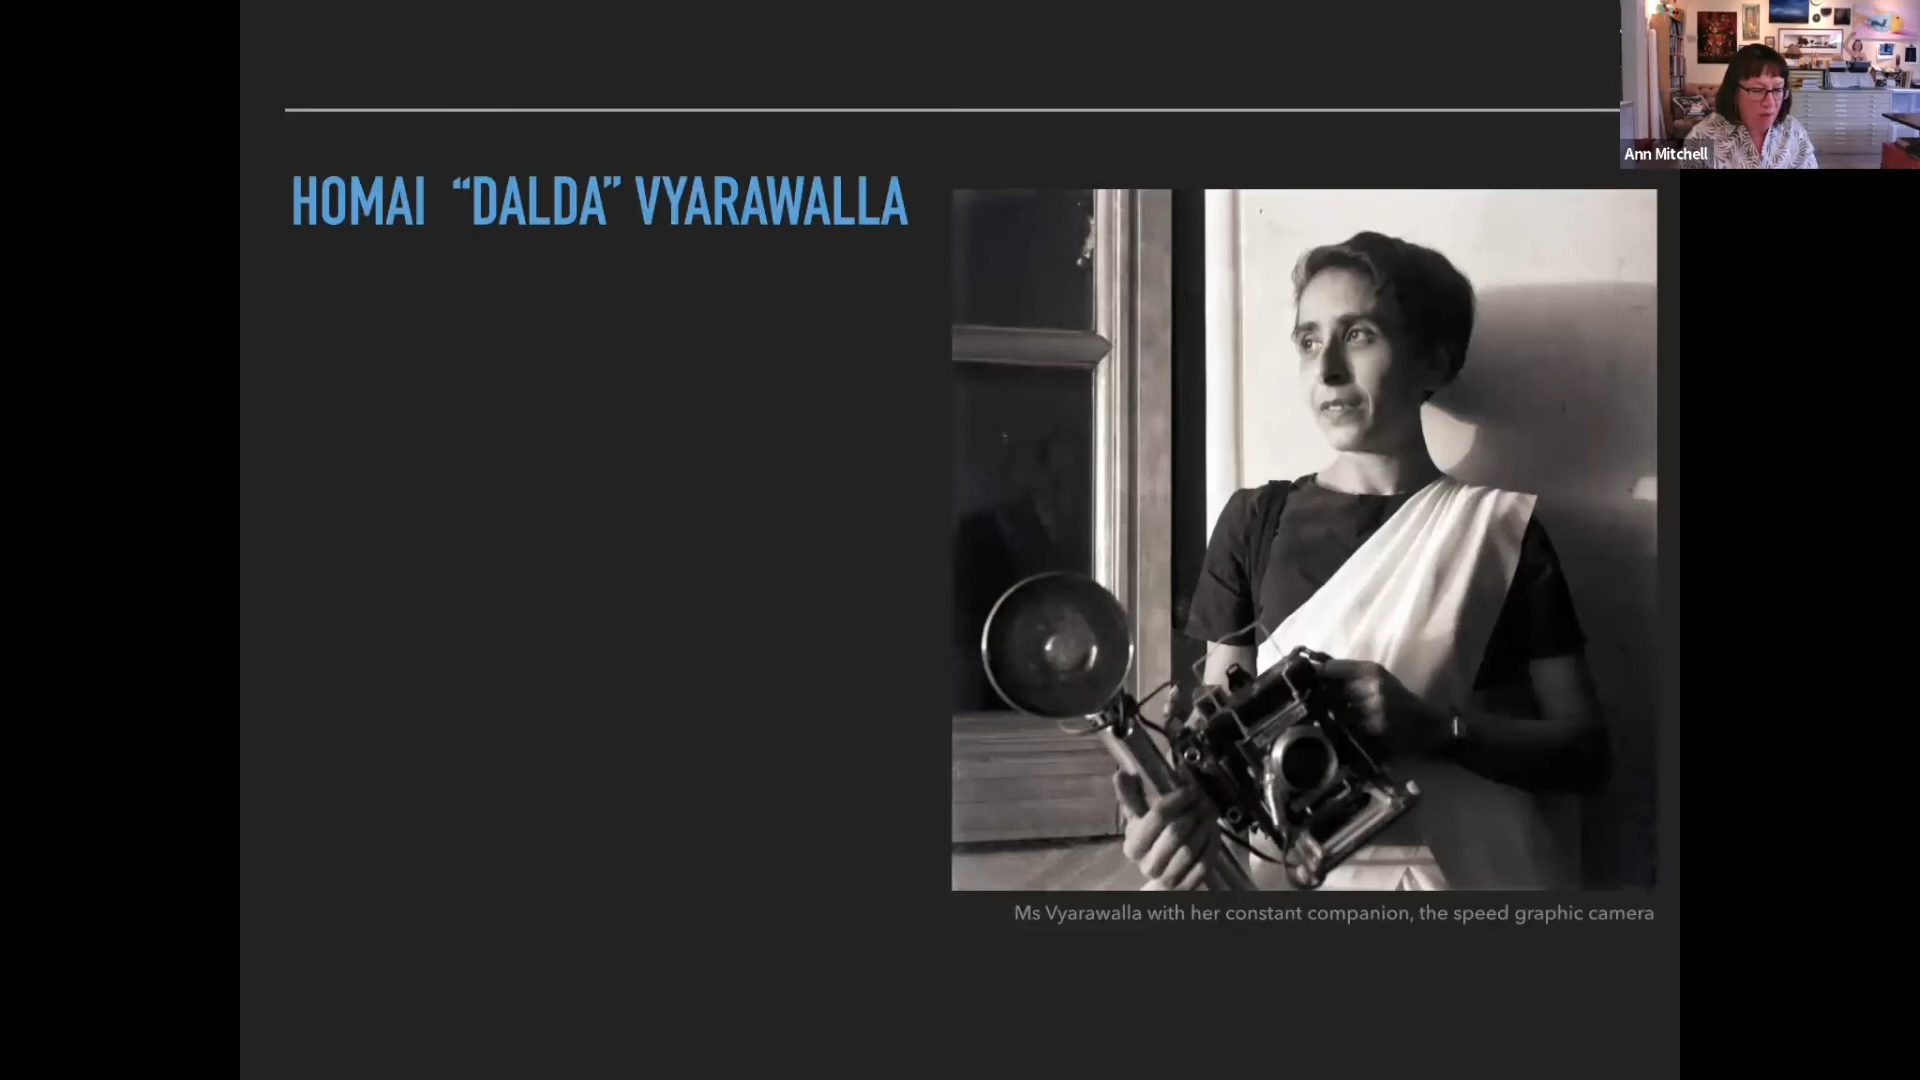 Ann Mitchell
HOMAI “DALDA” VYARAWALLA
Ms Vyarawalla with her constant companion, the speed graphic camera